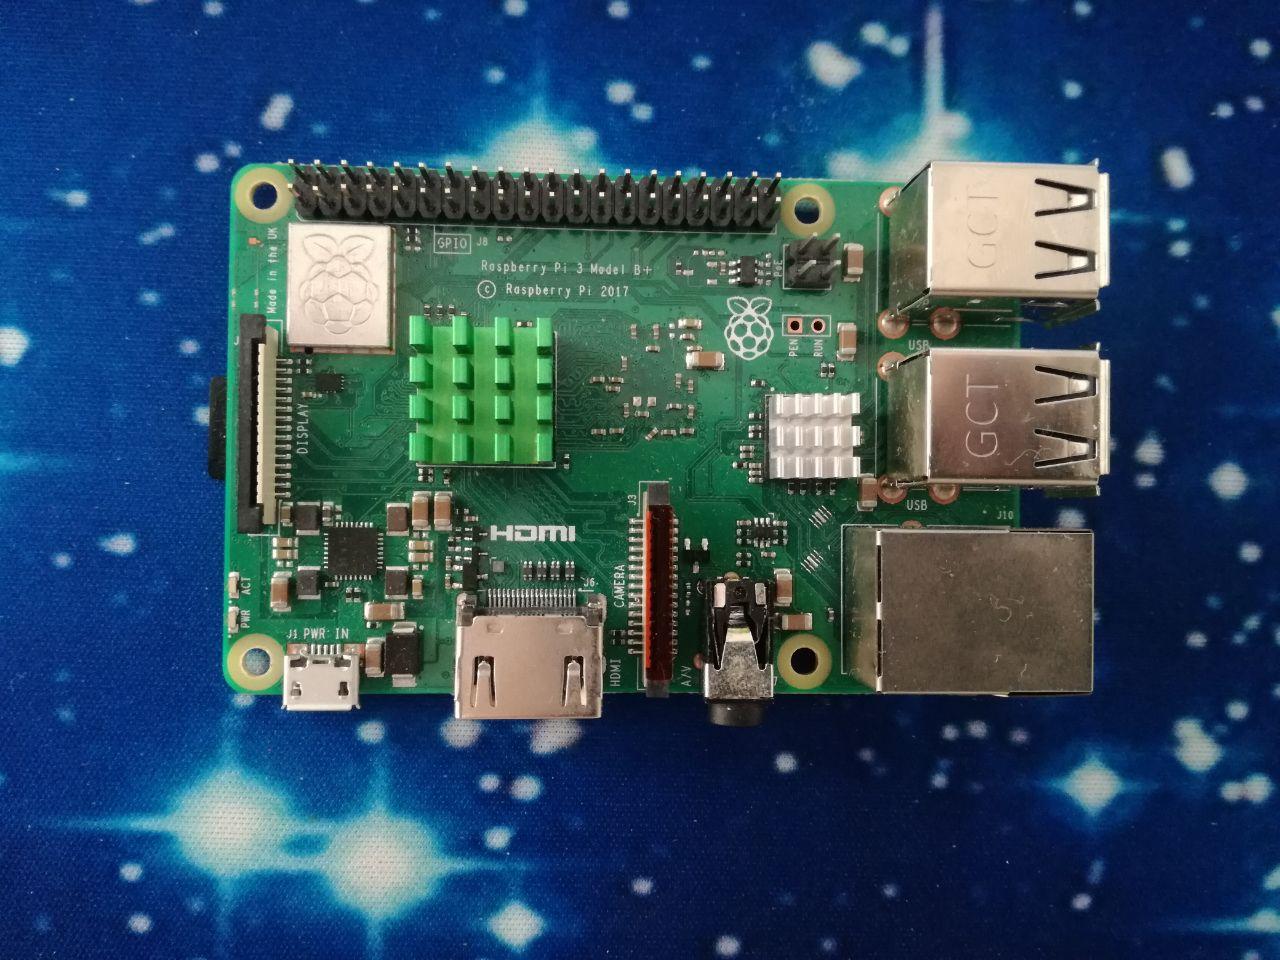 GPIO
J8
Raspberry Pi 3 Model B+
© Raspberry Pi 2017
Made in the UK
PoE
GCT
PEN
RUN
USB
DISPLAY
GCT
USB
J10
HDMI
J3
CAMERA
J6
ACT
PWR
J1 PWR IN
HDMI
A/V